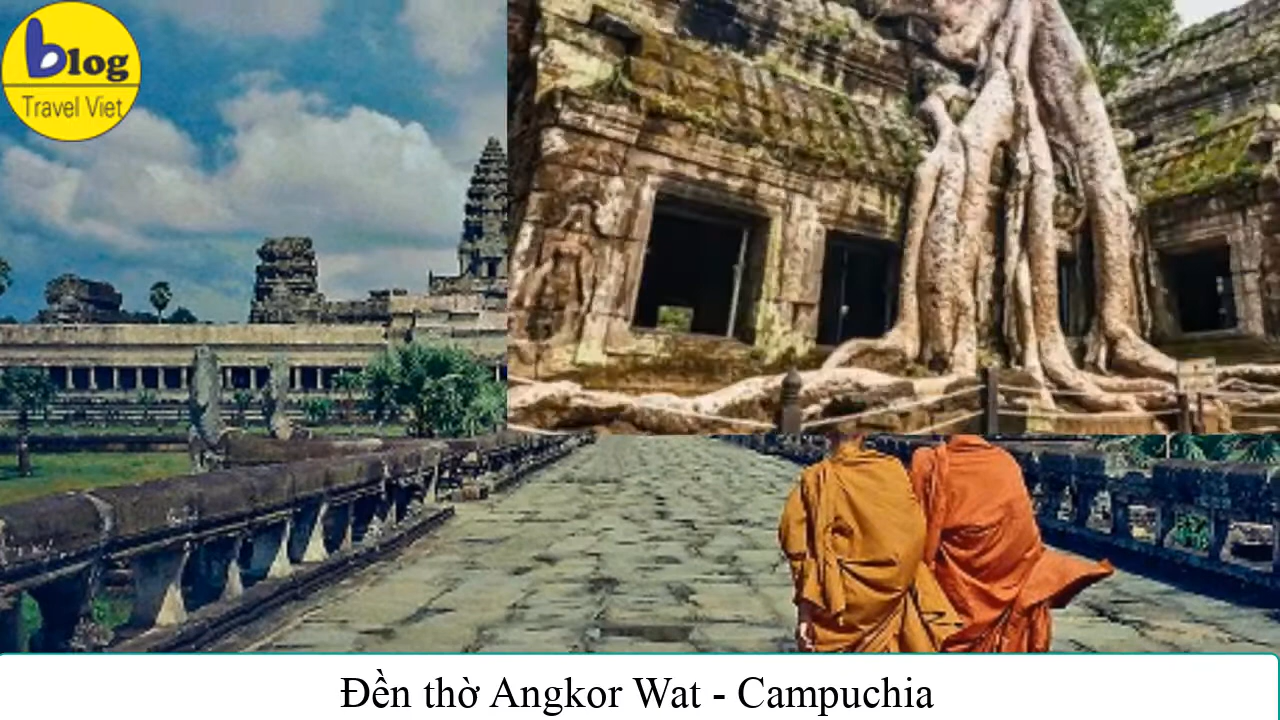 blog
Travel Viet
Đền thờ Angkor Wat - Campuchia